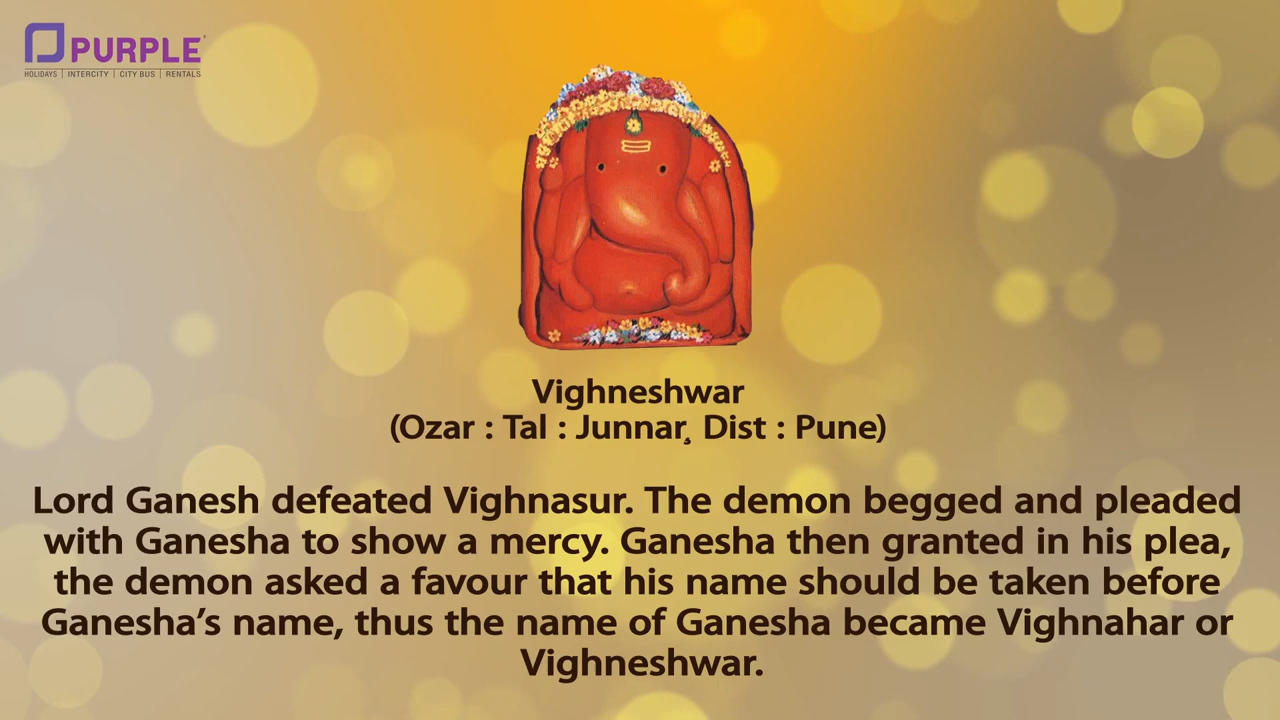 PURPLE
HOLIDAYS | INTERCITY | CITY BUS | RENTALS
Vighneshwar
(Ozar : Tal : Junnar¸ Dist : Pune)
Lord Ganesh defeated Vighnasur. The demon begged and pleaded
with Ganesha to show a mercy. Ganesha then granted in his plea,
the demon asked a favour that his name should be taken before
Ganesha’s name, thus the name of Ganesha became Vighnahar or
Vighneshwar.